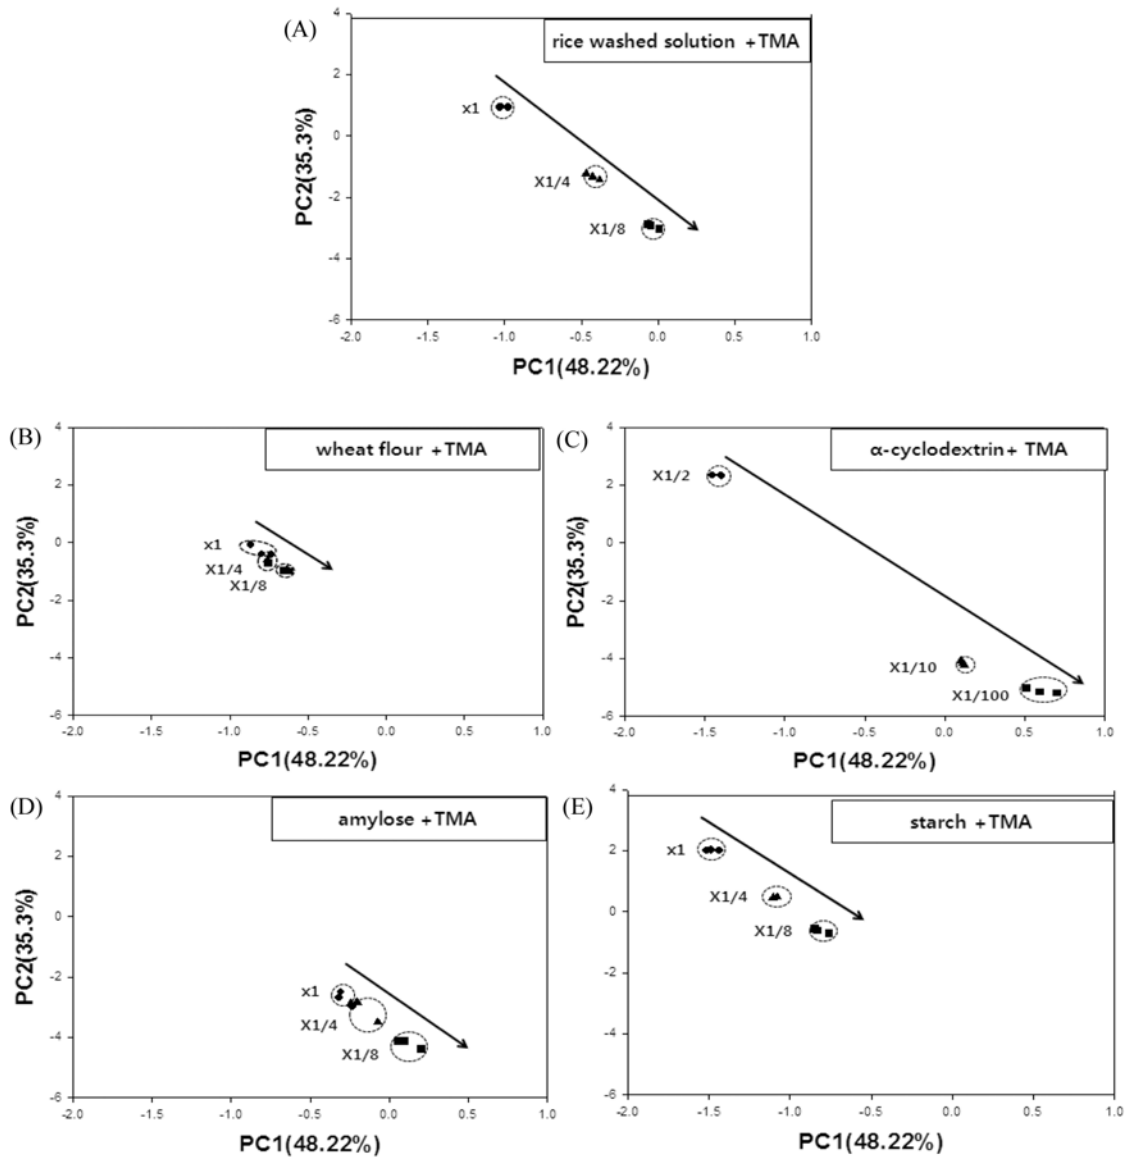 (A)
rice washed solution +TMA
4
2
0
-2
-4
-6
PC2(35.3%)
x1
X1/4
X1/8
-2.0 -1.5 -1.0 -0.5 0.0 0.5 1.0
PC1(48.22%)
(B)
wheat flour +TMA
4
2
0
-2
-4
-6
PC2(35.3%)
x1
X1/4
X1/8
-2.0 -1.5 -1.0 -0.5 0.0 0.5 1.0
PC1(48.22%)
(C)
α-cyclodextrin+ TMA
4
2
0
-2
-4
-6
PC2(35.3%)
X1/2
X1/10
X1/100
-2.0 -1.5 -1.0 -0.5 0.0 0.5 1.0
PC1(48.22%)
(D)
amylose +TMA
4
2
0
-2
-4
-6
PC2(35.3%)
x1
X1/4
X1/8
-2.0 -1.5 -1.0 -0.5 0.0 0.5 1.0
PC1(48.22%)
(E)
starch +TMA
4
2
0
-2
-4
-6
PC2(35.3%)
x1
X1/4
X1/8
-2.0 -1.5 -1.0 -0.5 0.0 0.5 1.0
PC1(48.22%)